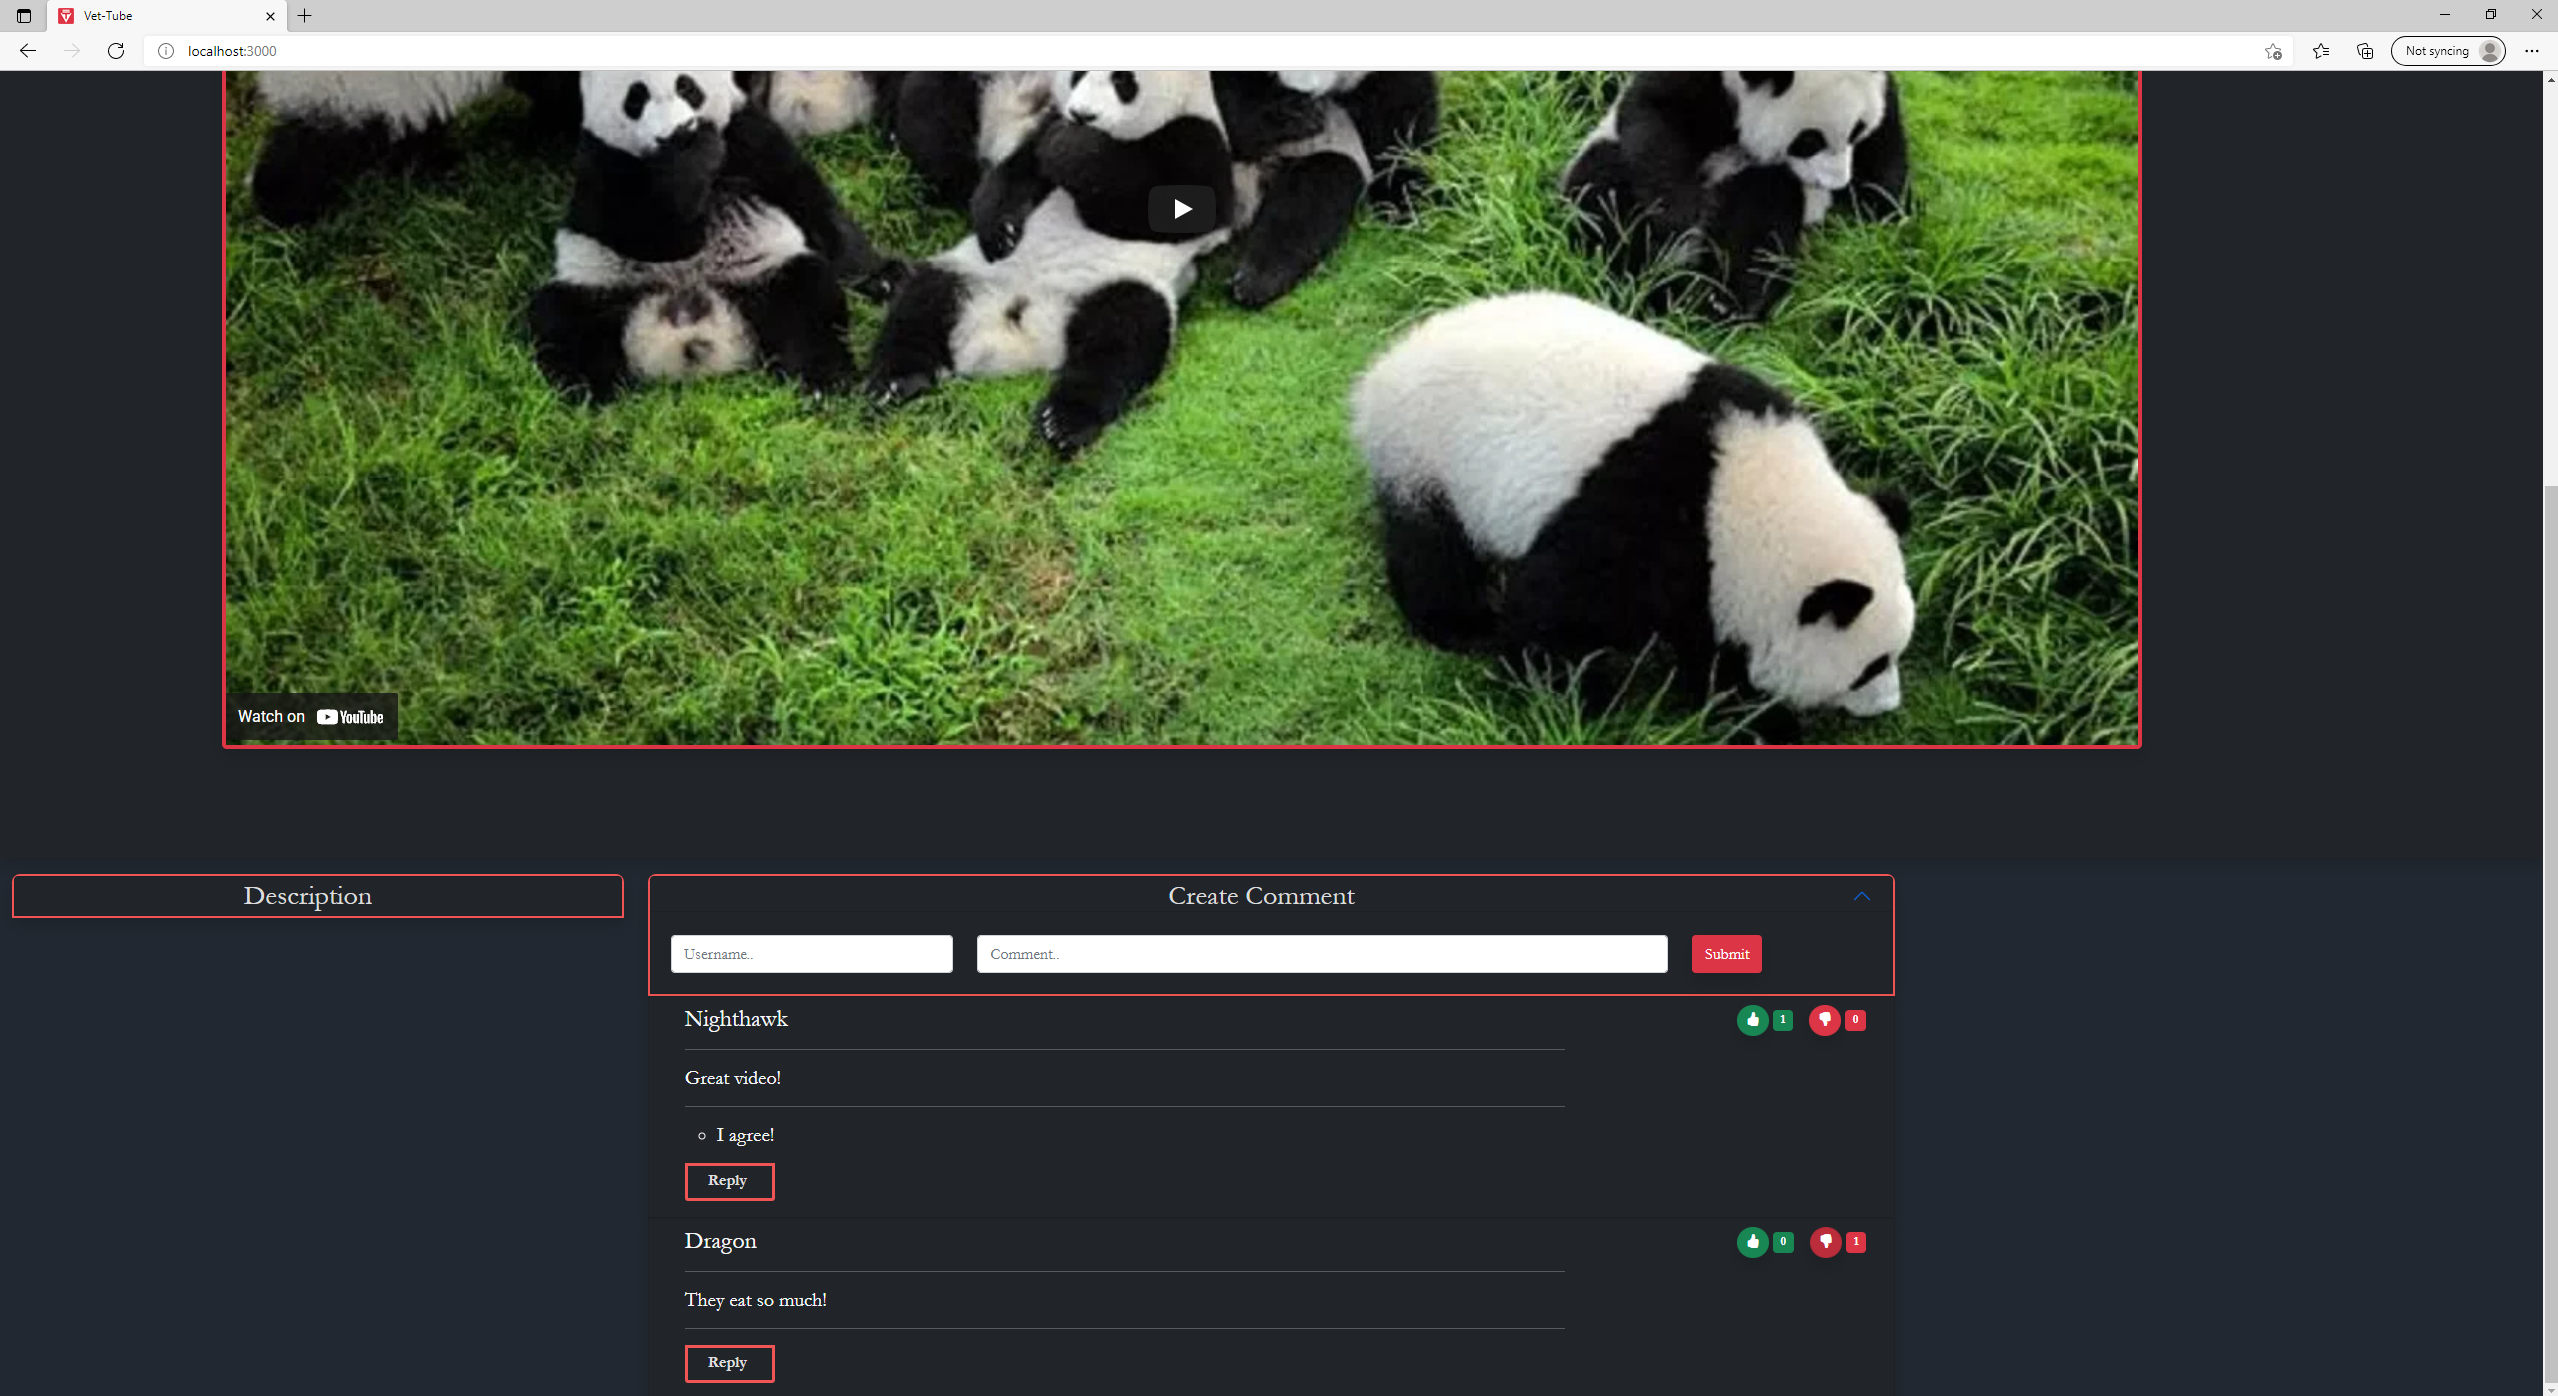 Vet-Tube
localhost:3000
Not syncing
Watch on YouTube
Description
Create Comment
Username..
Comment..
Submit
Nighthawk
1
0
Great video!
I agree!
Reply
Dragon
0
1
They eat so much!
Reply